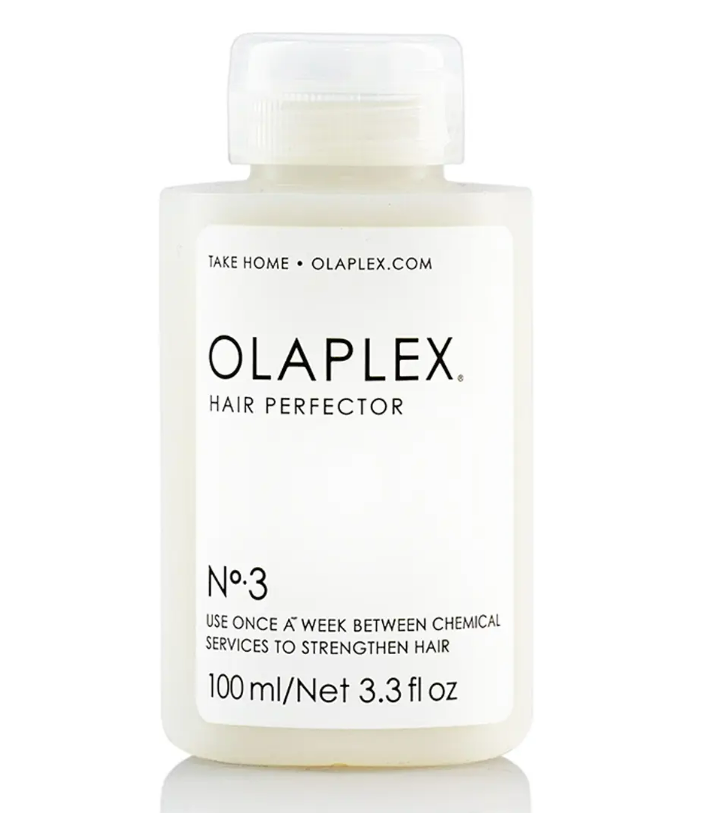 TAKE HOME • OLAPLEX.COM
OLAPLEX®
HAIR PERFECTOR
Nº.3
USE ONCE A˜ WEEK BETWEEN CHEMICAL
SERVICES TO STRENGTHEN HAIR
100 ml/Net 3.3 fl oz